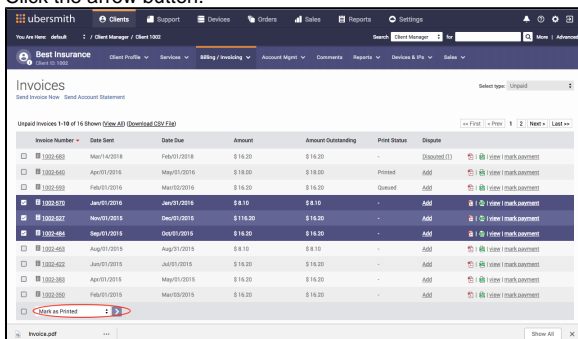 Click the arrow button.
ubersmith Clients Support Devices Orders Sales Reports Settings
You Are Here: default / Client Manager / Client 1002 Search Client Manager for More | Advanced
Best Insurance Client Profile Services Billing / Invoicing Account Mgmt Comments Reports Devices & IPs Sales
Client ID: 1002
Invoices Select type: Unpaid
Send Invoice Now Send Account Statement
Unpaid invoices 1-10 of 16 Shown (View All) (Download CSV File) «« First « Prev 1 2 Next » Last »»
Invoice Number Date Sent Date Due Amount Amount Outstanding Print Status Dispute
1002-683 Mar/14/2018 Feb/01/2018 $ 16.20 $ 16.20 - Disputed (1) | | view | mark payment
1002-640 Apr/01/2016 May/01/2016 $ 18.00 $ 18.00 Printed Add | | view | mark payment
1002-593 Feb/01/2016 Mar/02/2016 $ 16.20 $ 16.20 Queued Add | | view | mark payment
1002-570 Jan/01/2016 Jan/31/2016 $ 8.10 $ 8.10 - Add | | view | mark payment
1002-527 Nov/01/2015 Dec/01/2015 $ 116.20 $ 16.20 - Add | | view | mark payment
1002-484 Sep/01/2015 Oct/01/2015 $ 16.20 $ 16.20 - Add | | view | mark payment
1002-463 Aug/01/2015 Aug/31/2015 $ 8.10 $ 8.10 - Add | | view | mark payment
1002-422 Jun/01/2015 Jul/01/2015 $ 16.20 $ 16.20 - Add | | view | mark payment
1002-383 Apr/01/2015 May/01/2015 $ 16.20 $ 16.20 - Add | | view | mark payment
1002-350 Feb/01/2015 Mar/03/2015 $ 16.20 $ 16.20 - Add | | view | mark payment
Mark as Printed
Invoice.pdf ... Show All